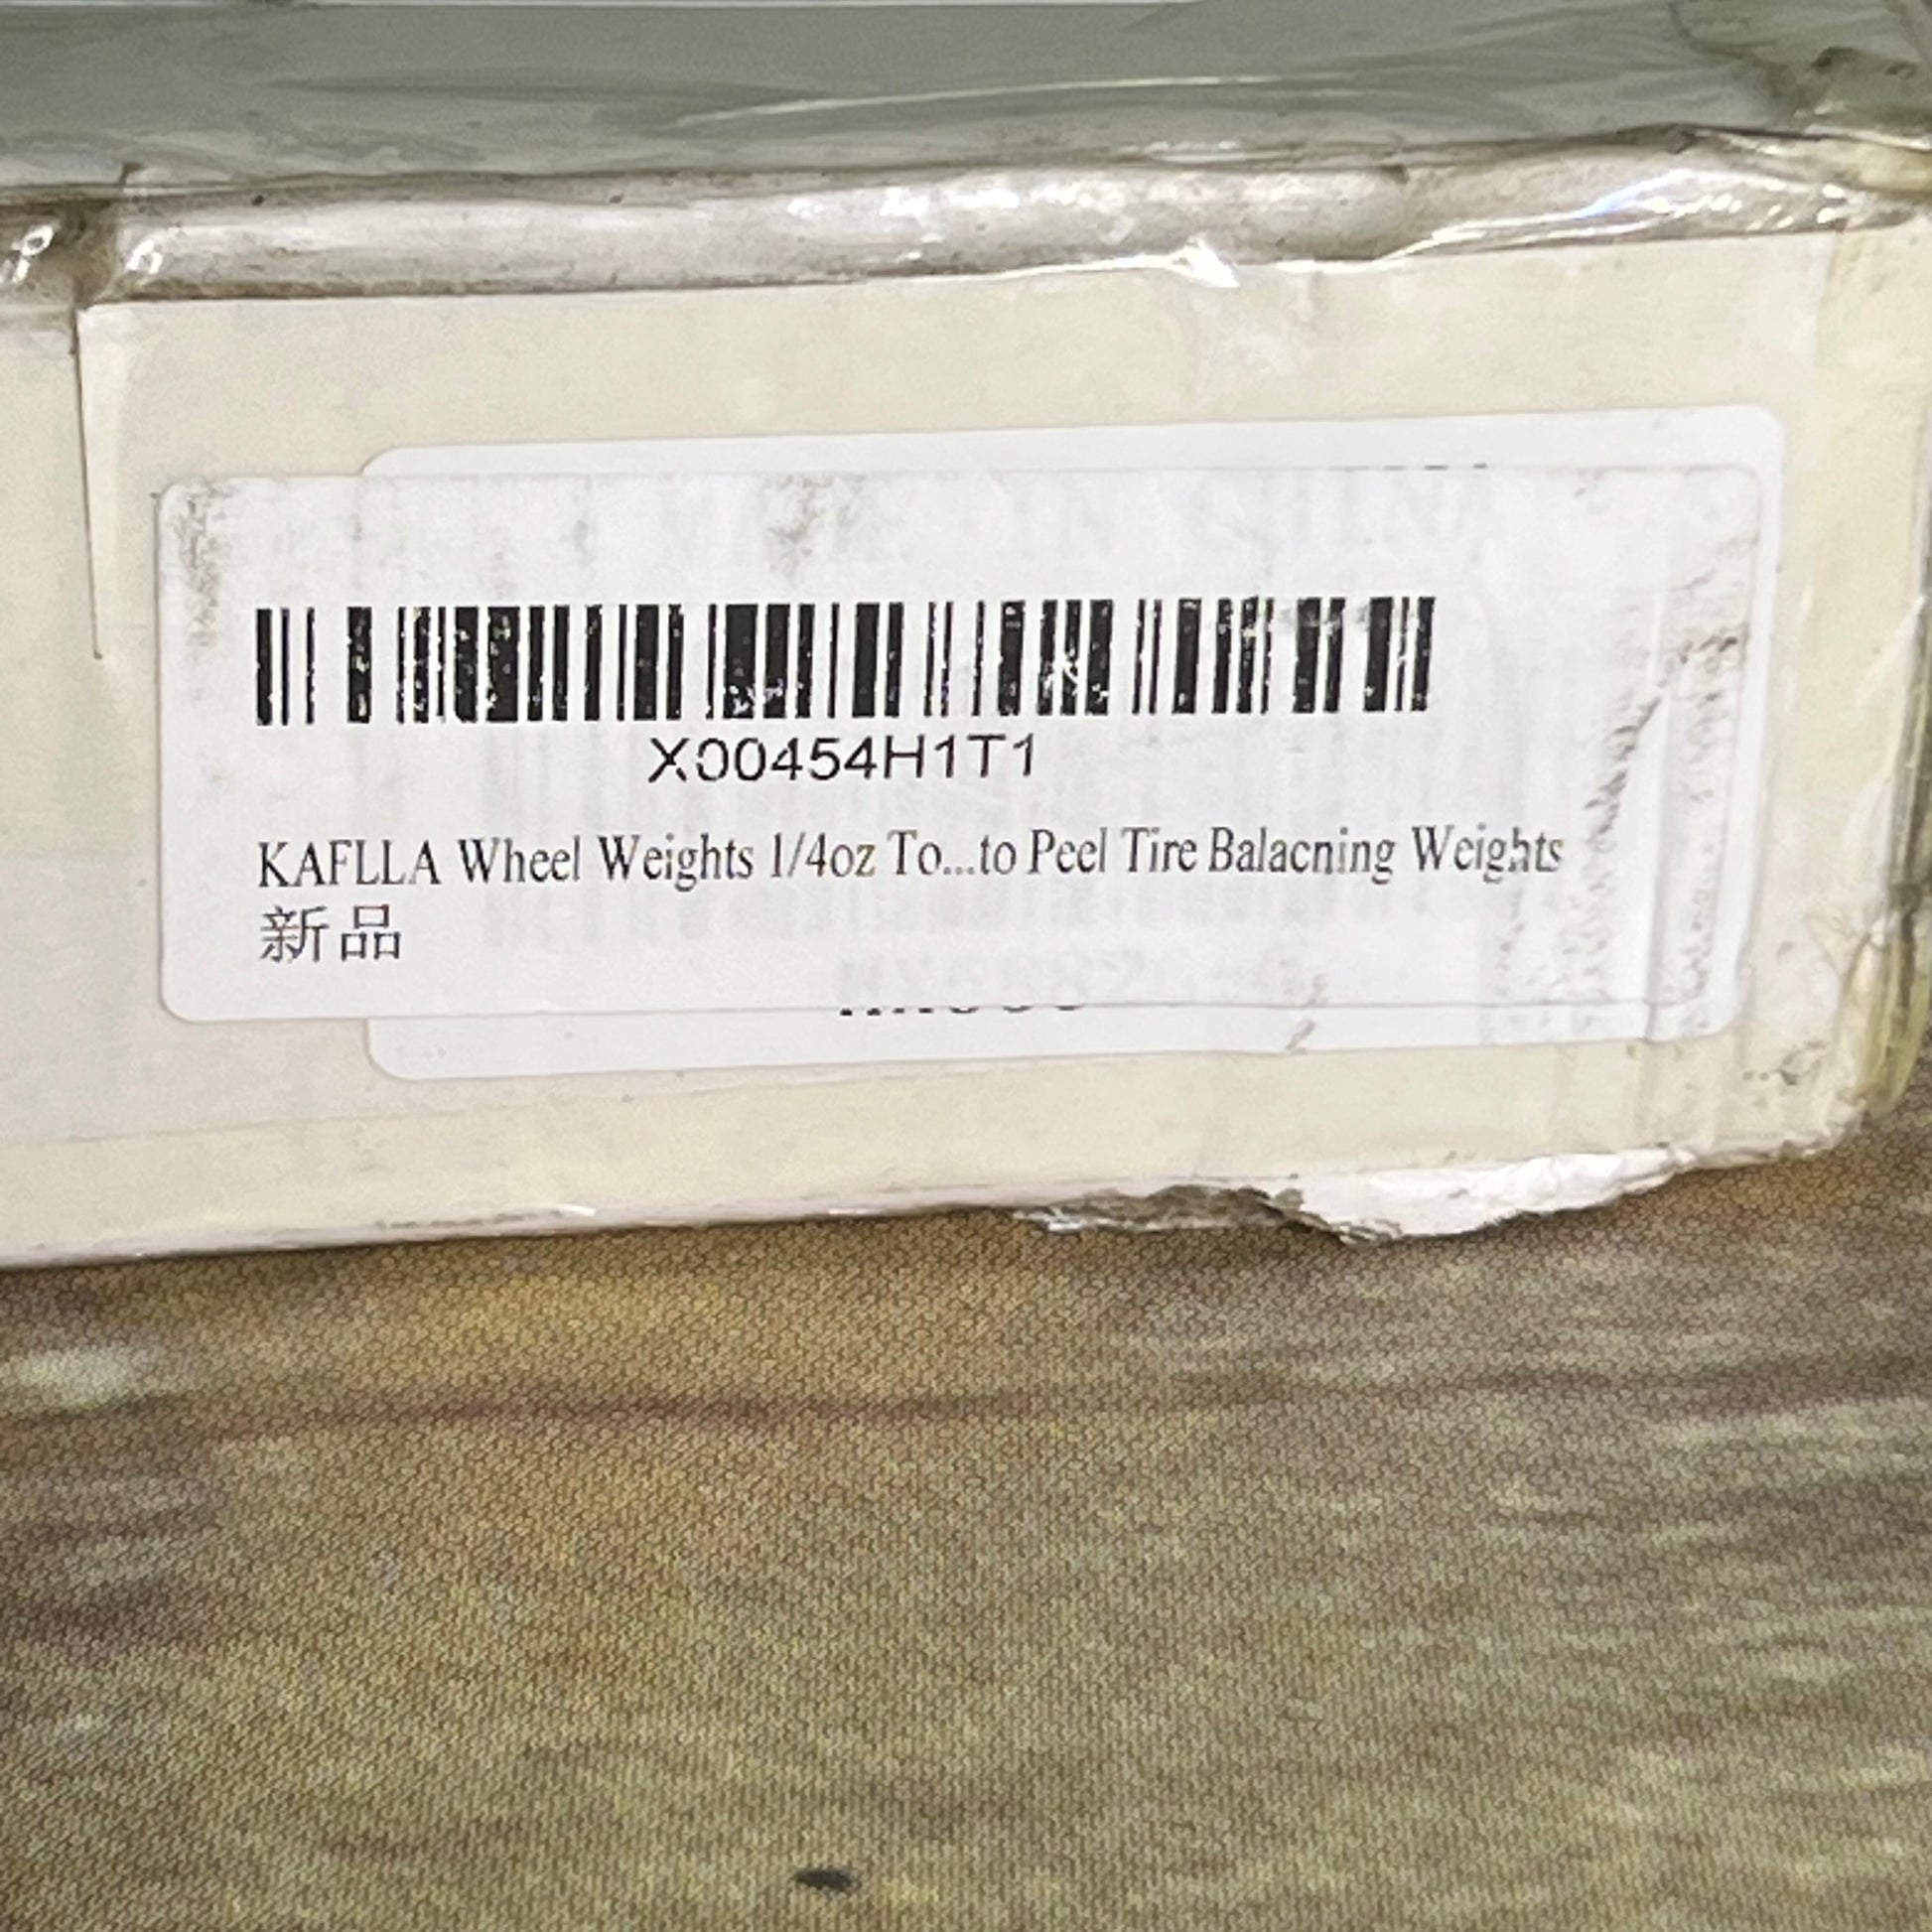 X00454H1T1
KAFLLA Wheel Weights 1/4oz To...to Peel Tire Balacning Weights
新品